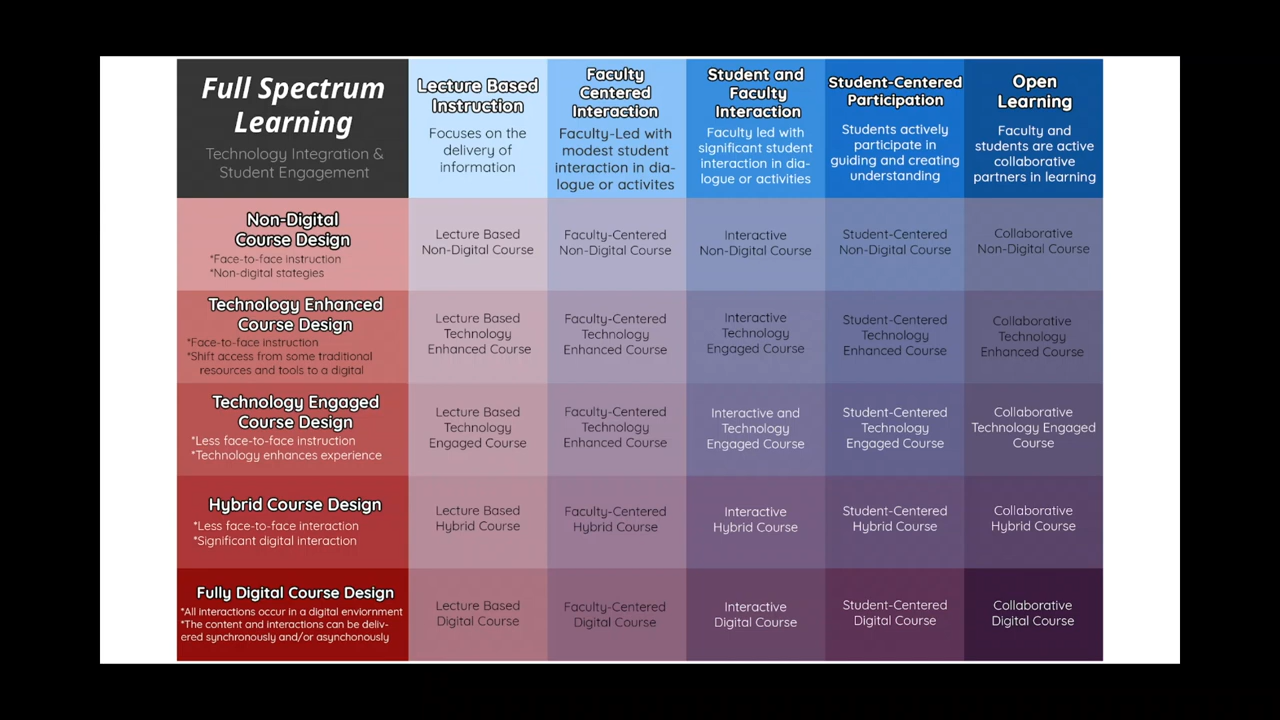 Full Spectrum
Learning
Technology Integration &
Student Engagement
Lecture Based
Instruction
Focuses on the
delivery of
information
Faculty
Centered
Interaction
Faculty-Led with
modest student
interaction in dia-
logue or activites
Student and
Faculty
Interaction
Faculty led with
significant student
interaction in dia-
logue or activities
Student-Centered
Participation
Students actively
participate in
guiding and creating
understanding
Open
Learning
Faculty and
students are active
collaborative
partners in learning
Non-Digital
Course Design
*Face-to-face instruction
*Non-digital stategies
Lecture Based
Non-Digital Course
Faculty-Centered
Non-Digital Course
Interactive
Non-Digital Course
Student-Centered
Non-Digital Course
Collaborative
Non-Digital Course
Technology Enhanced
Course Design
*Face-to-face instruction
*Shift access from some traditional
resources and tools to a digital
Lecture Based
Technology
Enhanced Course
Faculty-Centered
Technology
Enhanced Course
Interactive
Technology
Engaged Course
Student-Centered
Technology
Enhanced Course
Collaborative
Technology
Enhanced Course
Technology Engaged
Course Design
*Less face-to-face instruction
*Technology enhances experience
Lecture Based
Technology
Engaged Course
Faculty-Centered
Technology
Enhanced Course
Interactive and
Technology
Engaged Course
Student-Centered
Technology
Engaged Course
Collaborative
Technology Engaged
Course
Hybrid Course Design
*Less face-to-face interaction
*Significant digital interaction
Lecture Based
Hybrid Course
Faculty-Centered
Hybrid Course
Interactive
Hybrid Course
Student-Centered
Hybrid Course
Collaborative
Hybrid Course
Fully Digital Course Design
*All interactions occur in a digital enviornment
*The content and interactions can be deliv-
ered synchronously and/or asynchonously
Lecture Based
Digital Course
Faculty-Centered
Digital Course
Interactive
Digital Course
Student-Centered
Digital Course
Collaborative
Digital Course